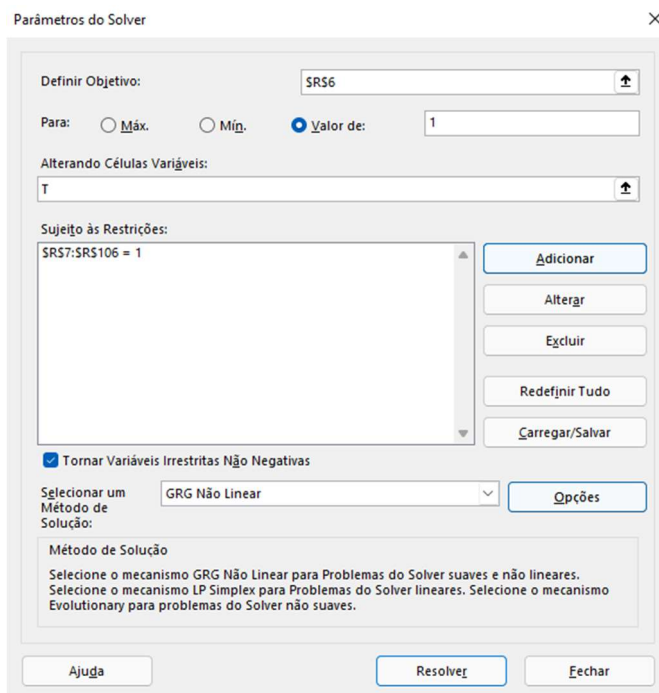 Parâmetros do Solver
Definir Objetivo: $R$6
Para: Máx. Mín. Valor de: 1
Alterando Células Variáveis:
T
Sujeito às Restrições:
$R$7:$R$106 = 1
Adicionar
Alterar
Excluir
Redefinir Tudo
Carregar/Salvar
Tornar Variáveis Irrestritas Não Negativas
Selecionar um
Método de
Solução:
GRG Não Linear
Opções
Método de Solução
Selecione o mecanismo GRG Não Linear para Problemas do Solver suaves e não lineares.
Selecione o mecanismo LP Simplex para Problemas do Solver lineares. Selecione o mecanismo
Evolutionary para problemas do Solver não suaves.
Ajuda Resolver Fechar